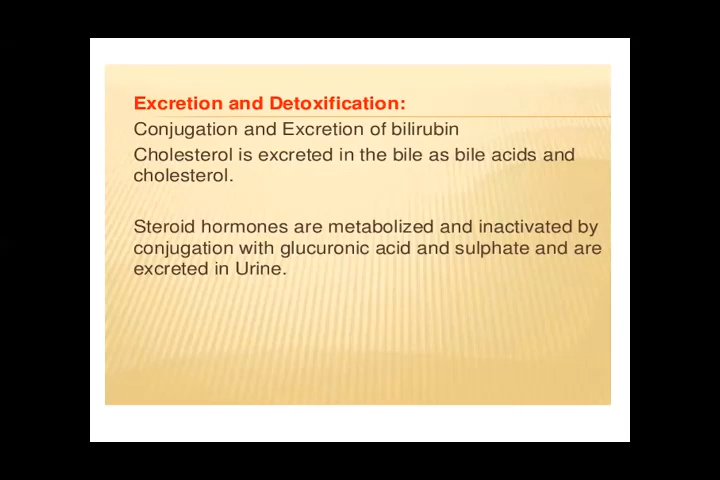 Excretion and Detoxification:
Conjugation and Excretion of bilirubin
Cholesterol is excreted in the bile as bile acids and
cholesterol.
Steroid hormones are metabolized and inactivated by
conjugation with glucuronic acid and sulphate and are
excreted in Urine.